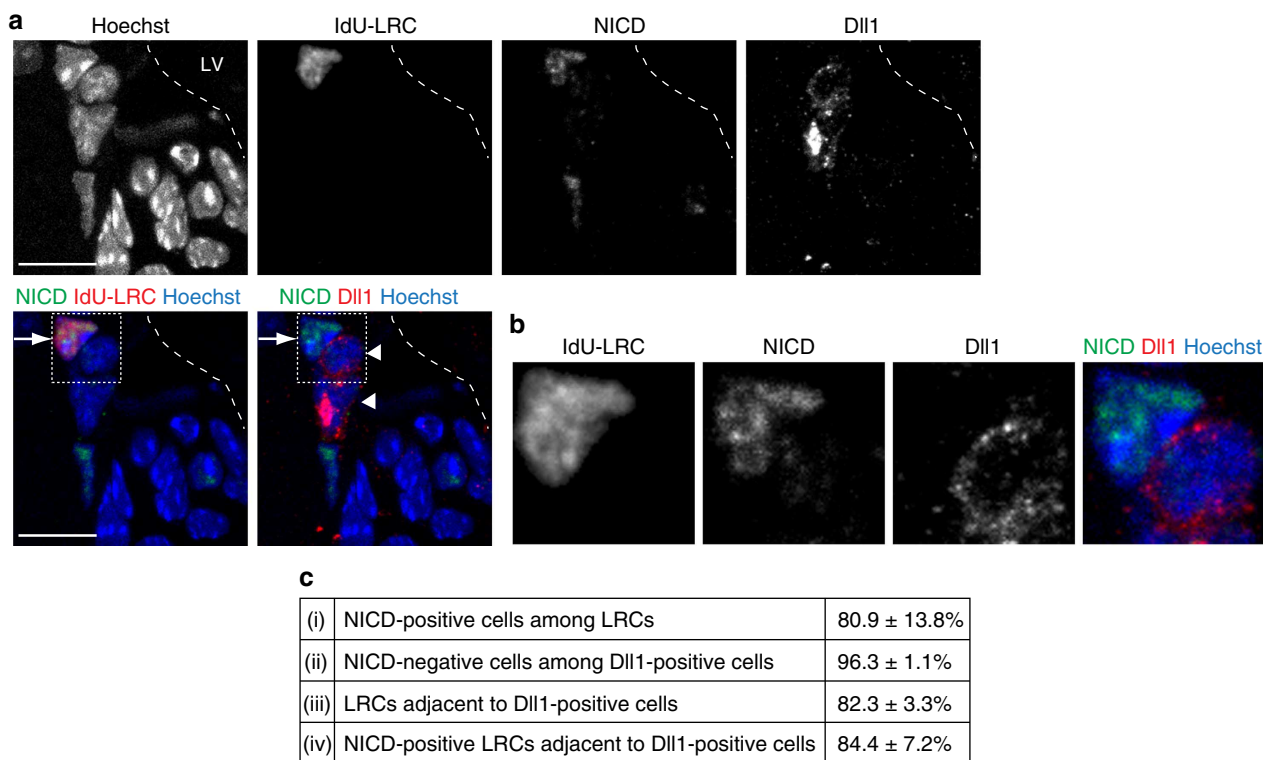 a
Hoechst IdU-LRC NICD Dll1
LV
NICD IdU-LRC Hoechst NICD Dll1 Hoechst
b
IdU-LRC NICD Dll1 NICD Dll1 Hoechst
c
(i) NICD-positive cells among LRCs 80.9 ± 13.8%
(ii) NICD-negative cells among Dll1-positive cells 96.3 ± 1.1%
(iii) LRCs adjacent to Dll1-positive cells 82.3 ± 3.3%
(iv) NICD-positive LRCs adjacent to Dll1-positive cells 84.4 ± 7.2%